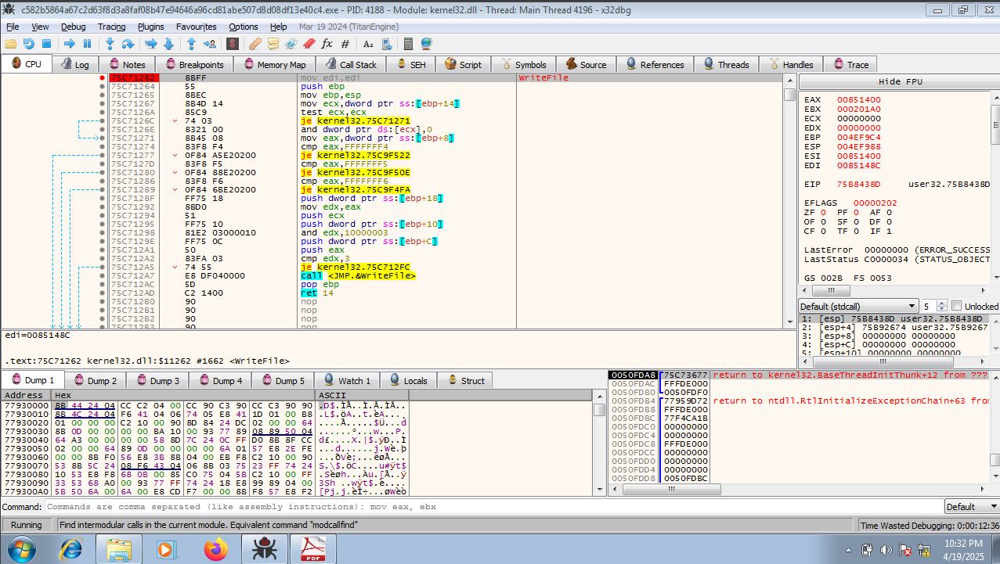 c582b5864a67c2d63f8d3a8faf08b47e94646a96cd81abe507d8d08df13e40c4.exe - PID: 4188 - Module: kernel32.dll - Thread: Main Thread 4196 - x32dbg
File View Debug Tracing Plugins Favourites Options Help Mar 19 2024 (TitanEngine)
CPU Log Notes Breakpoints Memory Map Call Stack SEH Script Symbols Source References Threads Handles Trace
75C71262 8BFF mov edi,edi WriteFile
75C71264 55 push ebp
75C71265 8BEC mov ebp,esp
75C71267 8B4D 14 mov ecx,dword ptr ss:[ebp+14]
75C7126A 85C9 test ecx,ecx
75C7126C 74 03 je kernel32.75C71271
75C7126E 8321 00 and dword ptr ds:[ecx],0
75C71271 8B45 08 mov eax,dword ptr ss:[ebp+8]
75C71274 83F8 F4 cmp eax,FFFFFFF4
75C71277 0F84 A5E20200 je kernel32.75C9F522
75C7127D 83F8 F5 cmp eax,FFFFFFF5
75C71280 0F84 88E20200 je kernel32.75C9F50E
75C71286 83F8 F6 cmp eax,FFFFFFF6
75C71289 0F84 6BE20200 je kernel32.75C9F4FA
75C7128F FF75 18 push dword ptr ss:[ebp+18]
75C71292 8BD0 mov edx,eax
75C71294 51 push ecx
75C71295 FF75 10 push dword ptr ss:[ebp+10]
75C71298 81E2 03000010 and edx,10000003
75C7129E FF75 0C push dword ptr ss:[ebp+C]
75C712A1 50 push eax
75C712A2 83FA 03 cmp edx,3
75C712A5 74 55 je kernel32.75C712FC
75C712A7 E8 DF040000 call <JMP.&WriteFile>
75C712AC 5D pop ebp
75C712AD C2 1400 ret 14
75C712B0 90 nop
75C712B1 90 nop
75C712B2 90 nop
75C712B3 90 nop
Hide FPU
EAX 00851400
EBX 000201A0
ECX 00000000
EDX 00000000
EBP 004EF9C4
ESP 004EF988
ESI 00851400
EDI 0085148C
EIP 75B8438D user32.75B8438D
EFLAGS 00000202
ZF 0 PF 0 AF 0
OF 0 SF 0 DF 0
CF 0 TF 0 IF 1
LastError 00000000 (ERROR_SUCCESS
LastStatus C0000034 (STATUS_OBJECT
GS 002B FS 0053
Default (stdcall) 5 Unlocked
1: [esp] 75B8438D user32.75B8438D
2: [esp+4] 75B92674 user32.75B9267
3: [esp+8] 00000000 00000000
4: [esp+C] 00000000 00000000
5: [esp+10] 00000000 00000000
edi=0085148C
.text:75C71262 kernel32.dll:$11262 #1662 <WriteFile>
Dump 1 Dump 2 Dump 3 Dump 4 Dump 5 Watch 1 Locals Struct
Address Hex ASCII
77930000 8B 44 24 04 CC C2 04 00 CC 90 C3 90 CC C3 90 90
77930010 8B 4C 24 04 F6 41 04 06 74 05 E8 41 1D 01 00 B8
77930020 01 00 00 00 C2 10 00 90 8D 84 24 DC 02 00 00 64
77930030 8B 0D 00 00 00 00 BA 10 00 93 77 89 08 89 50 04
77930040 64 A3 00 00 00 00 58 8D 7C 24 0C FF D0 8B 8F CC
77930050 02 00 00 64 89 0D 00 00 00 00 6A 01 57 E8 2E FE
77930060 00 00 8B F0 56 E8 3B 8B 04 00 EB F8 C2 10 00 90
77930070 53 8B 5C 24 08 F6 43 04 06 8B 03 75 23 FF 74 24
77930080 10 53 E8 F8 68 0B 00 85 C0 75 04 5B C2 10 00 FF
77930090 33 53 68 A0 00 93 77 FF 74 24 18 E8 99 89 04 00
779300A0 5B 50 6A 00 6A 00 E8 CD F7 00 00 8B F8 57 E8 F2
0050FDA8 75C73677 return to kernel32.BaseThreadInitThunk+12 from ???
0050FDAC FFFDE000
0050FDB0 0050FDF0
0050FDB4 77959D72 return to ntdll.RtlInitializeExceptionChain+63 from
0050FDB8 FFFDE000
0050FDBC 77F4CA1B
0050FDC0 00000000
0050FDC4 00000000
0050FDC8 FFFDE000
0050FDCC 00000000
0050FDD0 00000000
0050FDD4 00000000
0050FDD8 0050FDBC
Command: Commands are comma separated (like assembly instructions): mov eax, ebx Default
Running Find intermodular calls in the current module. Equivalent command "modcallfind" Time Wasted Debugging: 0:00:12:36
PDF
10:32 PM
4/19/2025